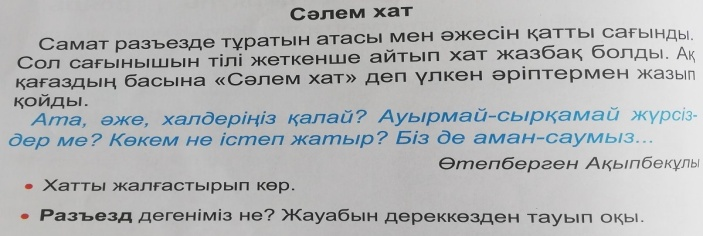 Сәлем хат
Самат разъезде тұратын атасы мен әжесін қатты сағынды.
Сол сағынышын тілі жеткенше айтып хат жазбақ болды. Ақ
қағаздың басына «Сәлем хат» деп үлкен әріптермен жазып
қойды.
Ата, әже, халдеріңіз қалай? Ауырмай-сырқамай жүрсіз-
дер ме? Көкем не істеп жатыр? Біз де аман-саумыз...
Өтепберген Ақыпбекұлы
• Хатты жалғастырып көр.
• Разъезд дегеніміз не? Жауабын дереккөзден тауып оқы.